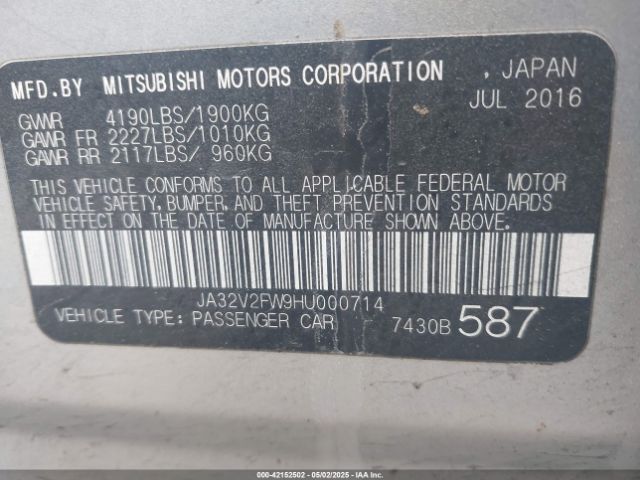 MFD.BY MITSUBISHI MOTORS CORPORATION , JAPAN
JUL 2016
GVWR 4190LBS/1900KG
GAWR FR 2227LBS/1010KG
GAWR RR 2117LBS/ 960KG
THIS VEHICLE CONFORMS TO ALL APPLICABLE FEDERAL MOTOR
VEHICLE SAFETY, BUMPER, AND THEFT PREVENTION STANDARDS
IN EFFECT ON THE DATE OF MANUFACTURE SHOWN ABOVE.
JA32V2FW9HU000714
VEHICLE TYPE: PASSENGER CAR 7430B 587
000-42152502 - 05/02/2025 - IAAI.com